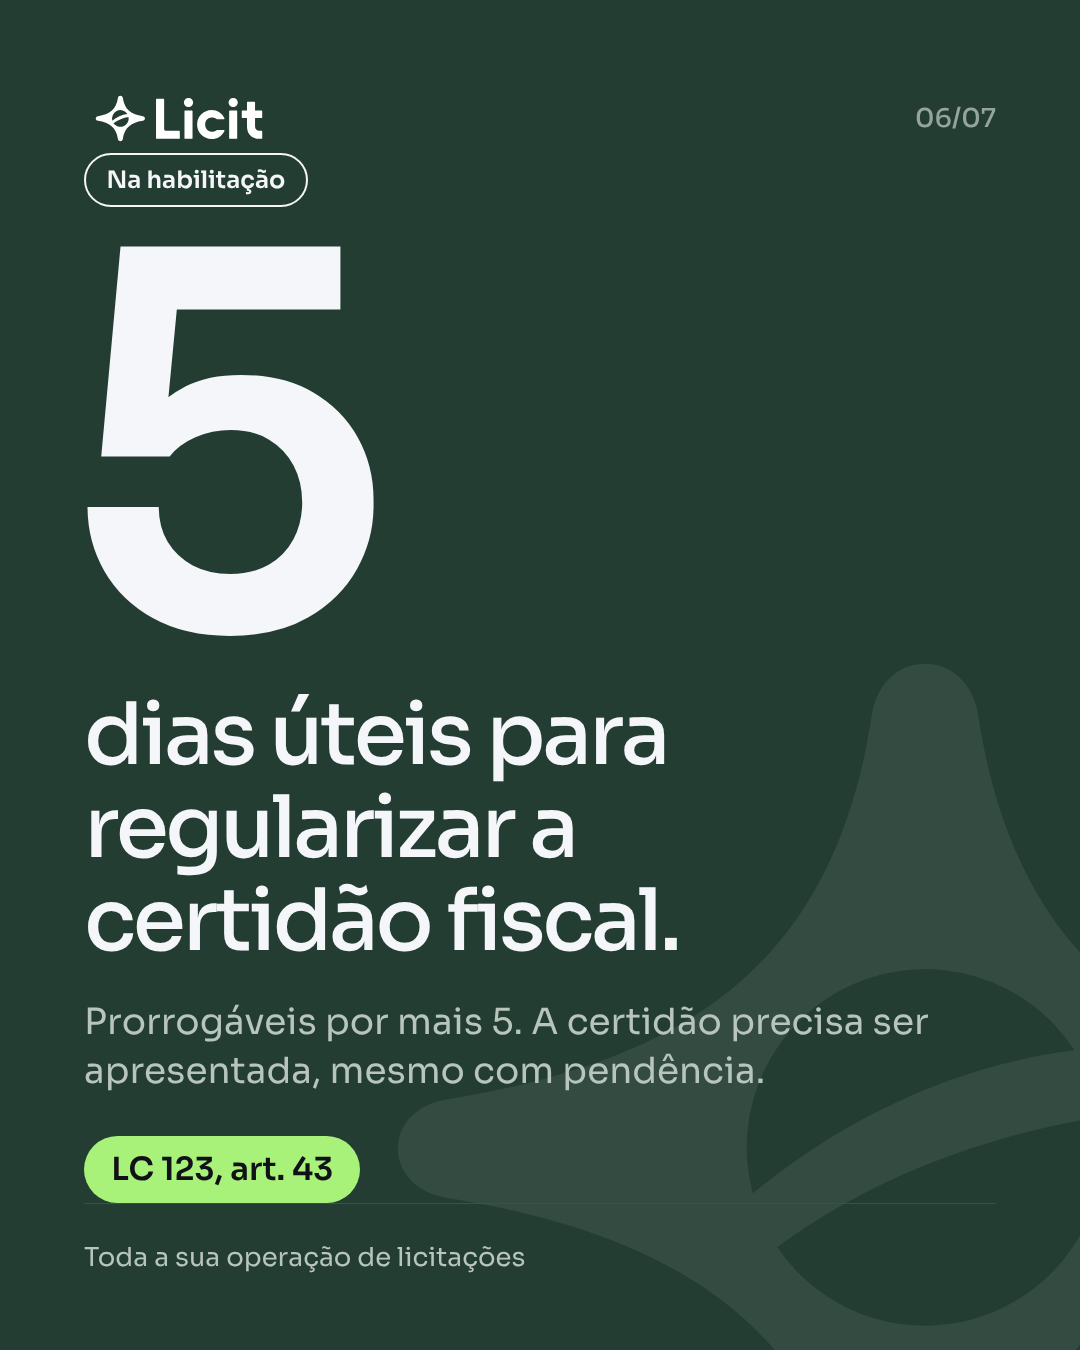 Licit
06/07
Na habilitação
5
dias úteis para
regularizar a
certidão fiscal.
Prorrogáveis por mais 5. A certidão precisa ser
apresentada, mesmo com pendência.
LC 123, art. 43
Toda a sua operação de licitações